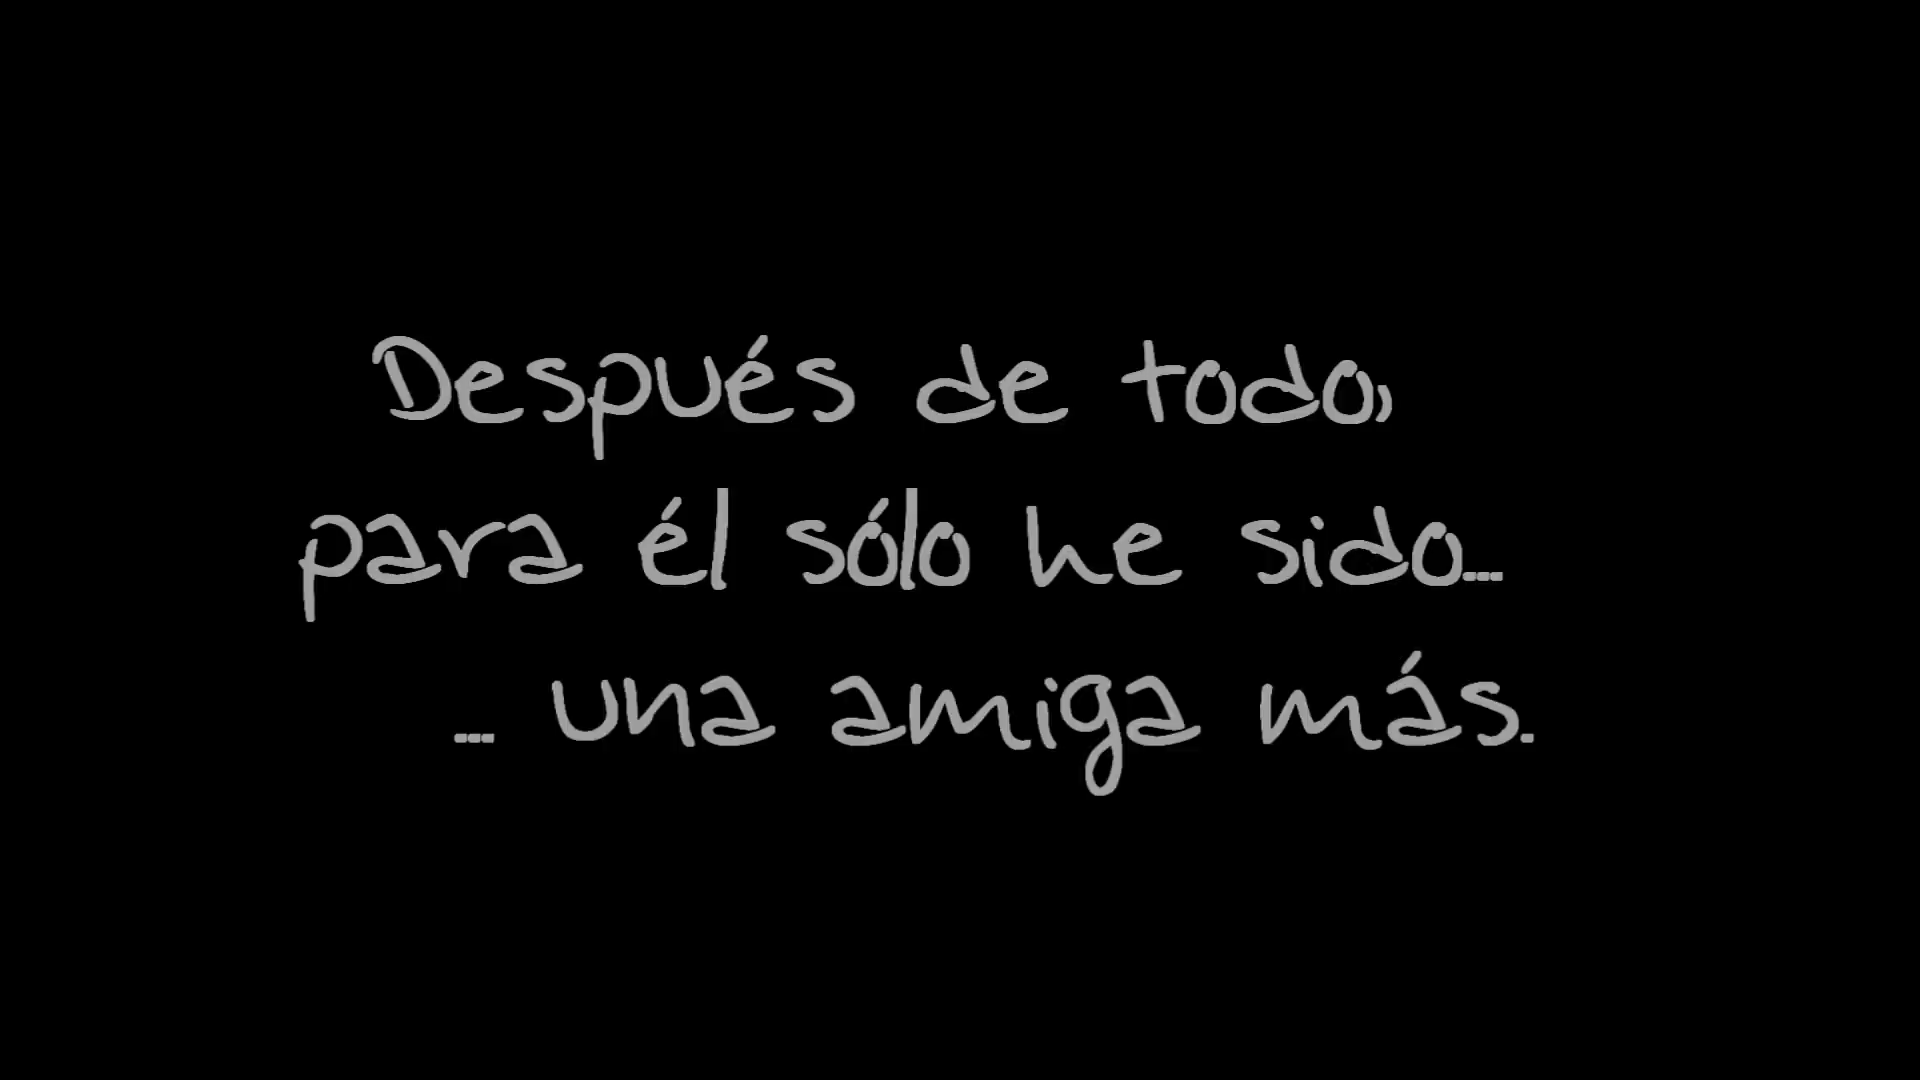 Después de todo,
para él sólo he sido...
... una amiga más.